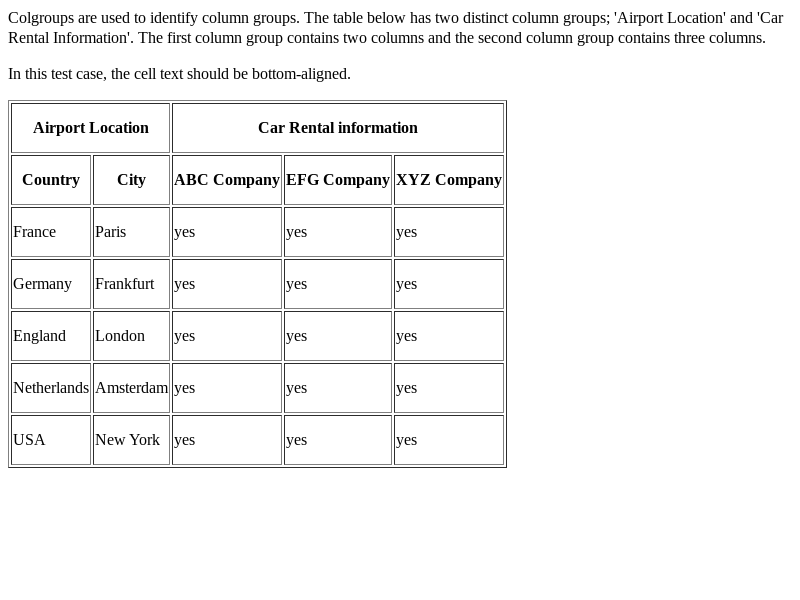 Colgroups are used to identify column groups. The table below has two distinct column groups; 'Airport Location' and 'Car
Rental Information'. The first column group contains two columns and the second column group contains three columns.
In this test case, the cell text should be bottom-aligned.
Airport Location Car Rental information
Country City ABC Company EFG Company XYZ Company
France Paris yes yes yes
Germany Frankfurt yes yes yes
England London yes yes yes
Netherlands Amsterdam yes yes yes
USA New York yes yes yes